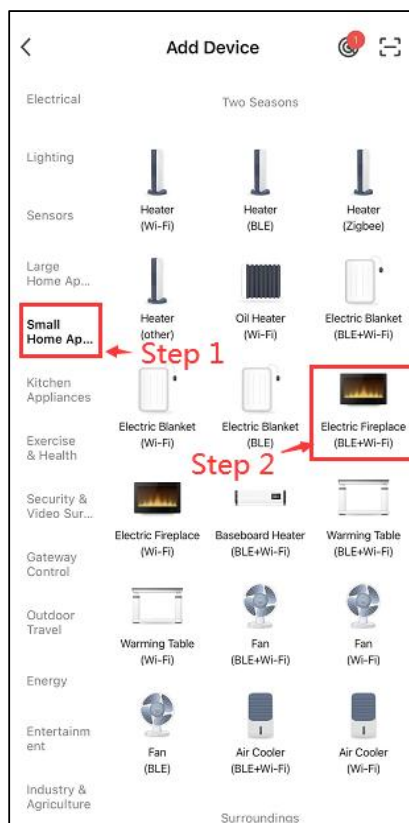 Add Device
1
Electrical
Lighting
Sensors
Large
Home Ap...
Small
Home Ap...
Kitchen
Appliances
Exercise
& Health
Security &
Video Sur...
Gateway
Control
Outdoor
Travel
Energy
Entertainm
ent
Industry &
Agriculture
Two Seasons
Heater
(Wi-Fi)
Heater
(BLE)
Heater
(Zigbee)
Heater
(other)
Oil Heater
(Wi-Fi)
Electric Blanket
(BLE+Wi-Fi)
Step 1
Electric Blanket
(Wi-Fi)
Electric Blanket
(BLE)
Electric Fireplace
(BLE+Wi-Fi)
Step 2
Electric Fireplace
(Wi-Fi)
Baseboard Heater
(BLE+Wi-Fi)
Warming Table
(BLE+Wi-Fi)
Warming Table
(Wi-Fi)
Fan
(BLE+Wi-Fi)
Fan
(Wi-Fi)
Fan
(BLE)
Air Cooler
(BLE+Wi-Fi)
Air Cooler
(Wi-Fi)
Surroundings